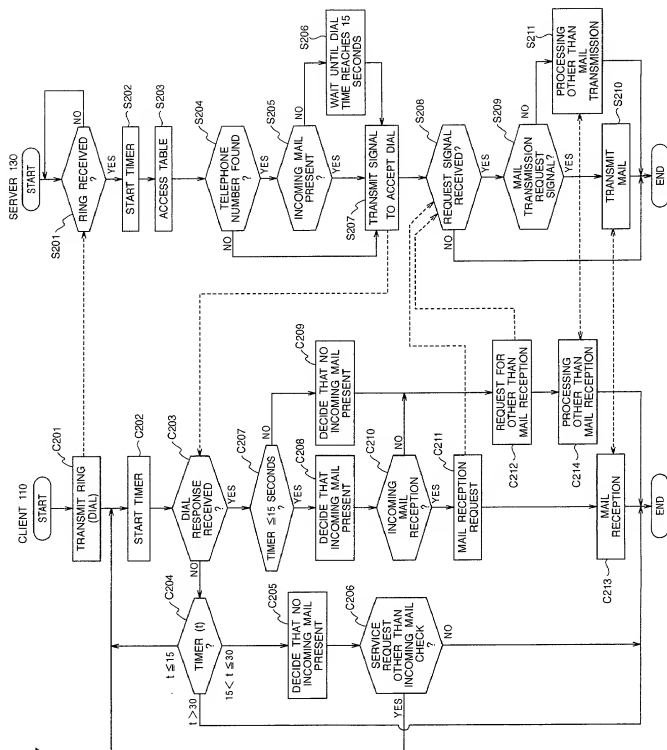 CLIENT 110
START
C201
TRANSMIT RING
(DIAL)
C202
START TIMER
C203
DIAL
RESPONSE
RECEIVED
?
NO
YES
C204
TIMER (t)
?
t ≦ 15
15 < t ≦ 30
t > 30
C205
DECIDE THAT NO
INCOMING MAIL
PRESENT
C206
SERVICE
REQUEST
OTHER THAN
INCOMING MAIL
CHECK
?
YES
NO
C207
TIMER ≦ 15 SECONDS
?
NO
YES
C208
DECIDE THAT
INCOMING MAIL
PRESENT
C209
DECIDE THAT NO
INCOMING MAIL
PRESENT
C210
INCOMING
MAIL
RECEPTION
?
NO
YES
C211
MAIL RECEPTION
REQUEST
REQUEST FOR
OTHER THAN
MAIL RECEPTION
C212
PROCESSING
OTHER THAN
MAIL RECEPTION
C214
MAIL
RECEPTION
C213
END
SERVER 130
START
S201
RING RECEIVED
?
NO
YES
S202
START TIMER
S203
ACCESS TABLE
S204
TELEPHONE
NUMBER FOUND
?
NO
YES
S205
INCOMING MAIL
PRESENT
?
NO
YES
S206
WAIT UNTIL DIAL
TIME REACHES 15
SECONDS
S207
TRANSMIT SIGNAL
TO ACCEPT DIAL
S208
REQUEST SIGNAL
RECEIVED?
NO
YES
S209
MAIL
TRANSMISSION
REQUEST
SIGNAL?
NO
YES
S211
PROCESSING
OTHER THAN
MAIL
TRANSMISSION
S210
TRANSMIT
MAIL
END